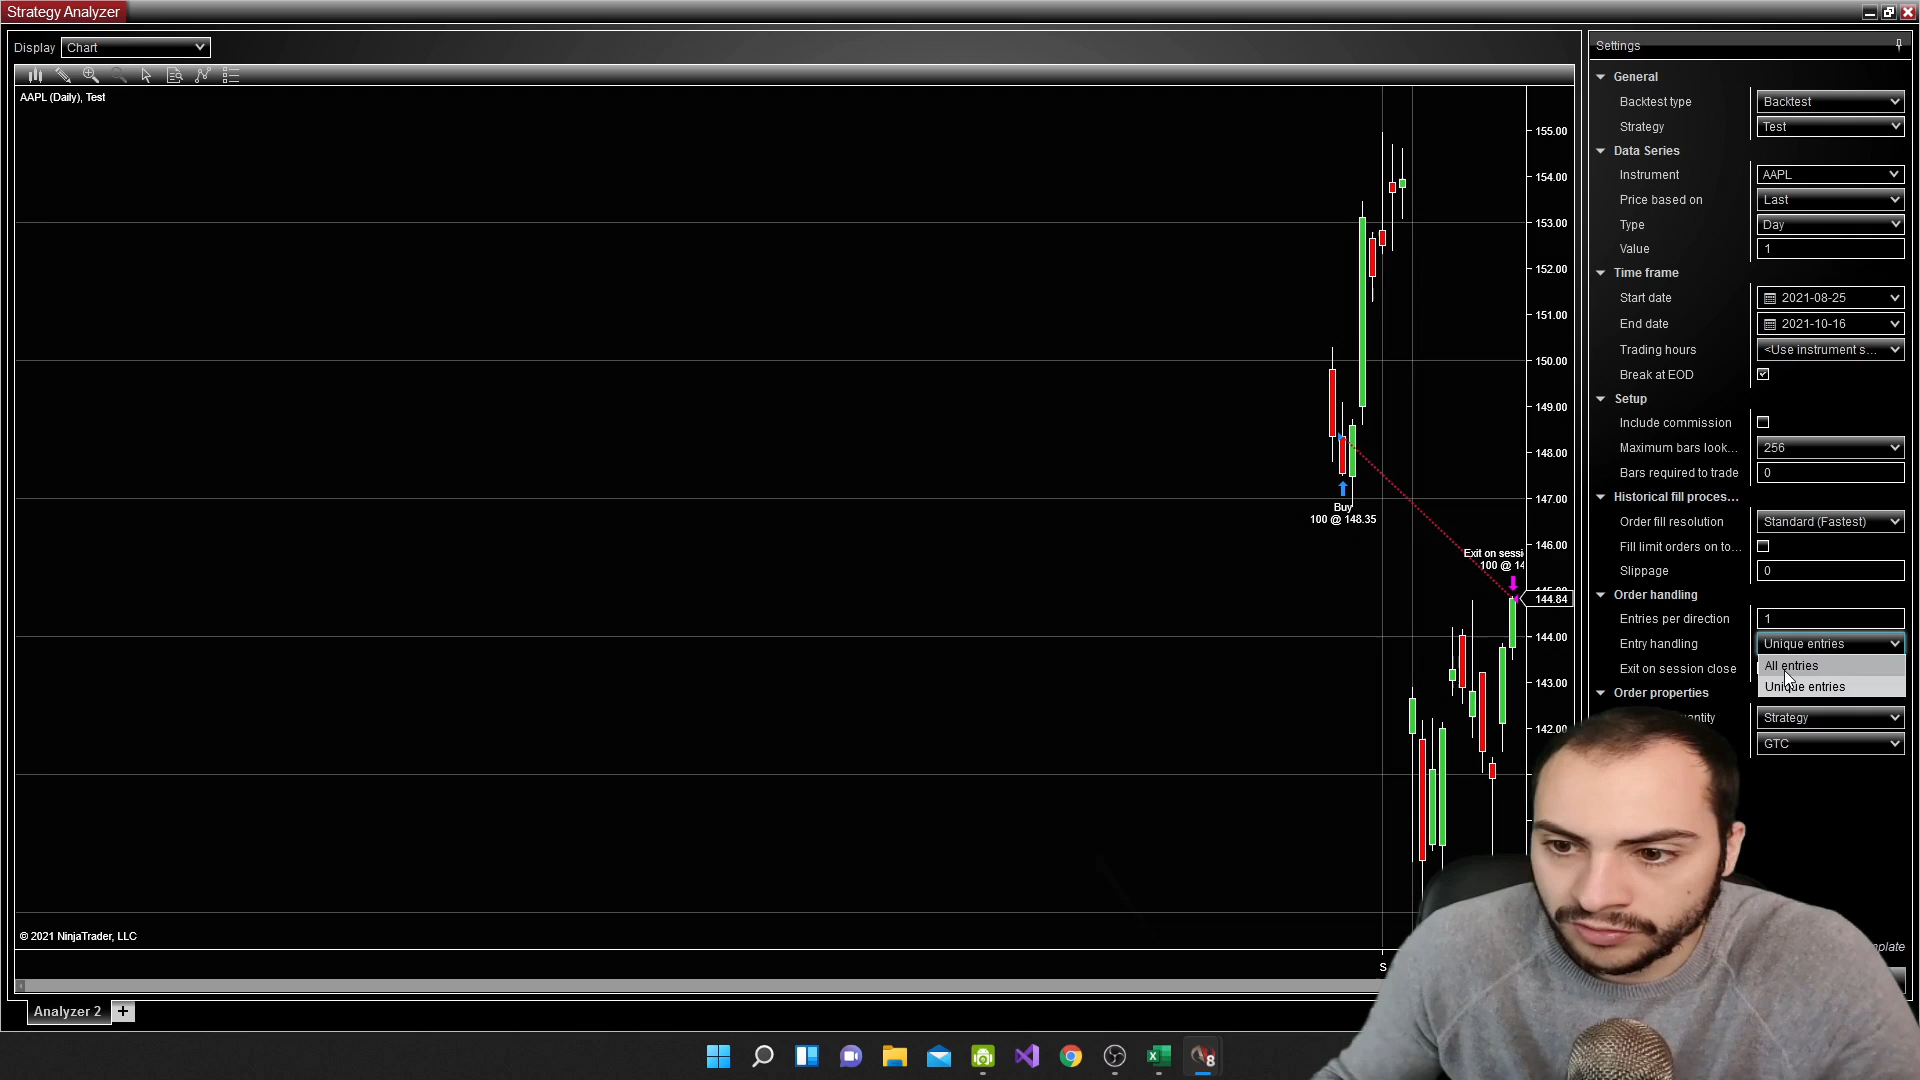 Strategy Analyzer
Display
Chart
Settings
AAPL (Daily), Test
General
Backtest type
Backtest
Strategy
Test
Data Series
Instrument
AAPL
Price based on
Last
Type
Day
Value
1
Time frame
Start date
2021-08-25
End date
2021-10-16
Trading hours
<Use instrument s...
Break at EOD
Setup
Include commission
Maximum bars look...
256
Bars required to trade
0
Historical fill proces...
Order fill resolution
Standard (Fastest)
Fill limit orders on to...
Slippage
0
Order handling
Entries per direction
1
Entry handling
Unique entries
All entries
Unique entries
Exit on session close
Order properties
Strategy
GTC
155.00
154.00
153.00
152.00
151.00
150.00
149.00
148.00
147.00
146.00
144.84
144.00
143.00
142.00
Buy
100 @ 148.35
Exit on sessi
100 @ 14
© 2021 NinjaTrader, LLC
S
Analyzer 2
+
8